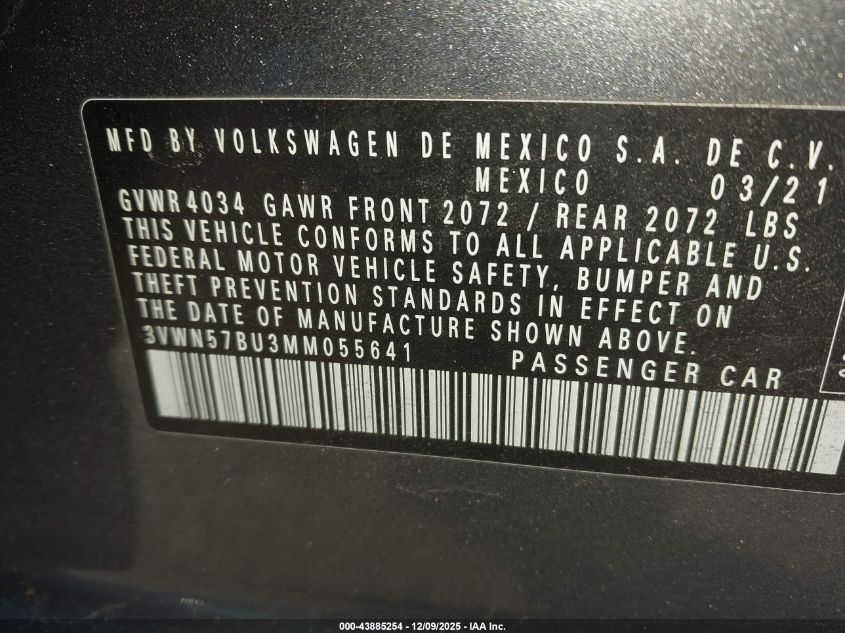 MFD BY VOLKSWAGEN DE MEXICO S.A. DE C.V.
MEXICO 03/21
GVWR 4034 GAWR FRONT 2072 / REAR 2072 LBS
THIS VEHICLE CONFORMS TO ALL APPLICABLE U.S.
FEDERAL MOTOR VEHICLE SAFETY, BUMPER AND
THEFT PREVENTION STANDARDS IN EFFECT ON
THE DATE OF MANUFACTURE SHOWN ABOVE.
3VWN57BU3MM055641 PASSENGER CAR
000-43885254 - 12/09/2025 - IAA Inc.